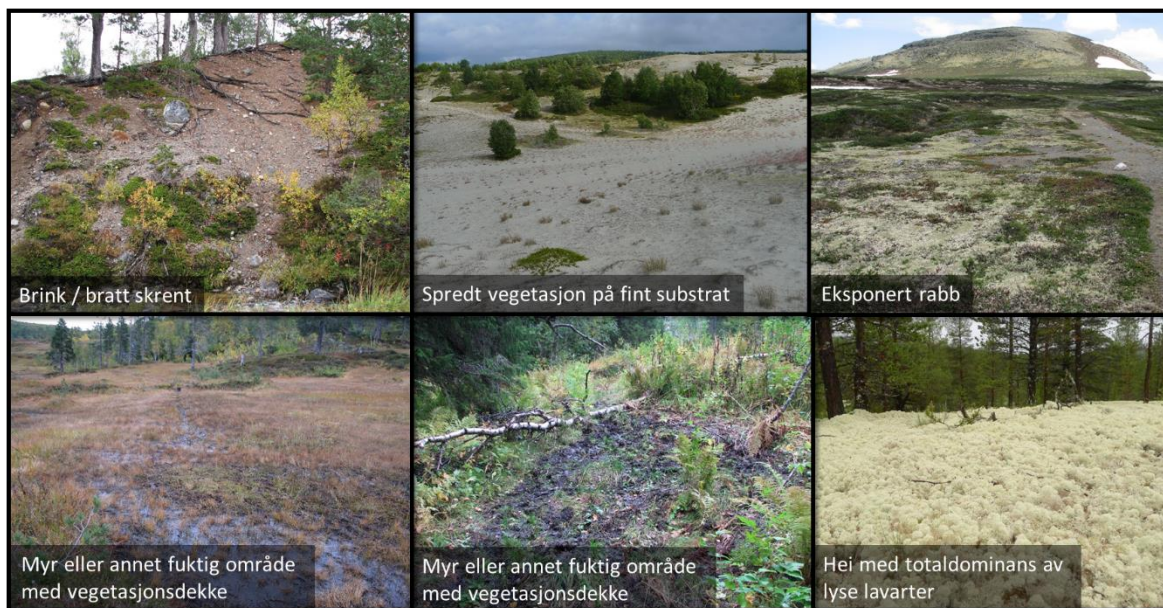 Brink / bratt skrent
Spredt vegetasjon på fint substrat
Eksponert rabb
Myr eller annet fuktig område
med vegetasjonsdekke
Myr eller annet fuktig område
med vegetasjonsdekke
Hei med totaldominans av
lyse lavarter